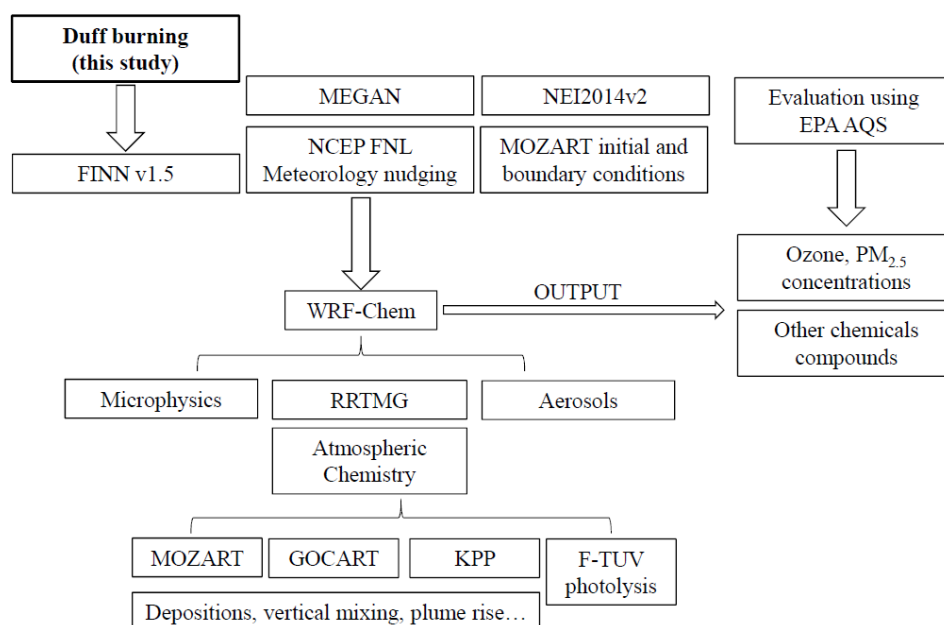 Duff burning
(this study)
MEGAN
NEI2014v2
Evaluation using
EPA AQS
FINN v1.5
NCEP FNL
Meteorology nudging
MOZART initial and
boundary conditions
Ozone, PM2.5
concentrations
WRF-Chem
OUTPUT
Other chemicals
compounds
Microphysics
RRTMG
Aerosols
Atmospheric
Chemistry
MOZART
GOCART
KPP
F-TUV
photolysis
Depositions, vertical mixing, plume rise…